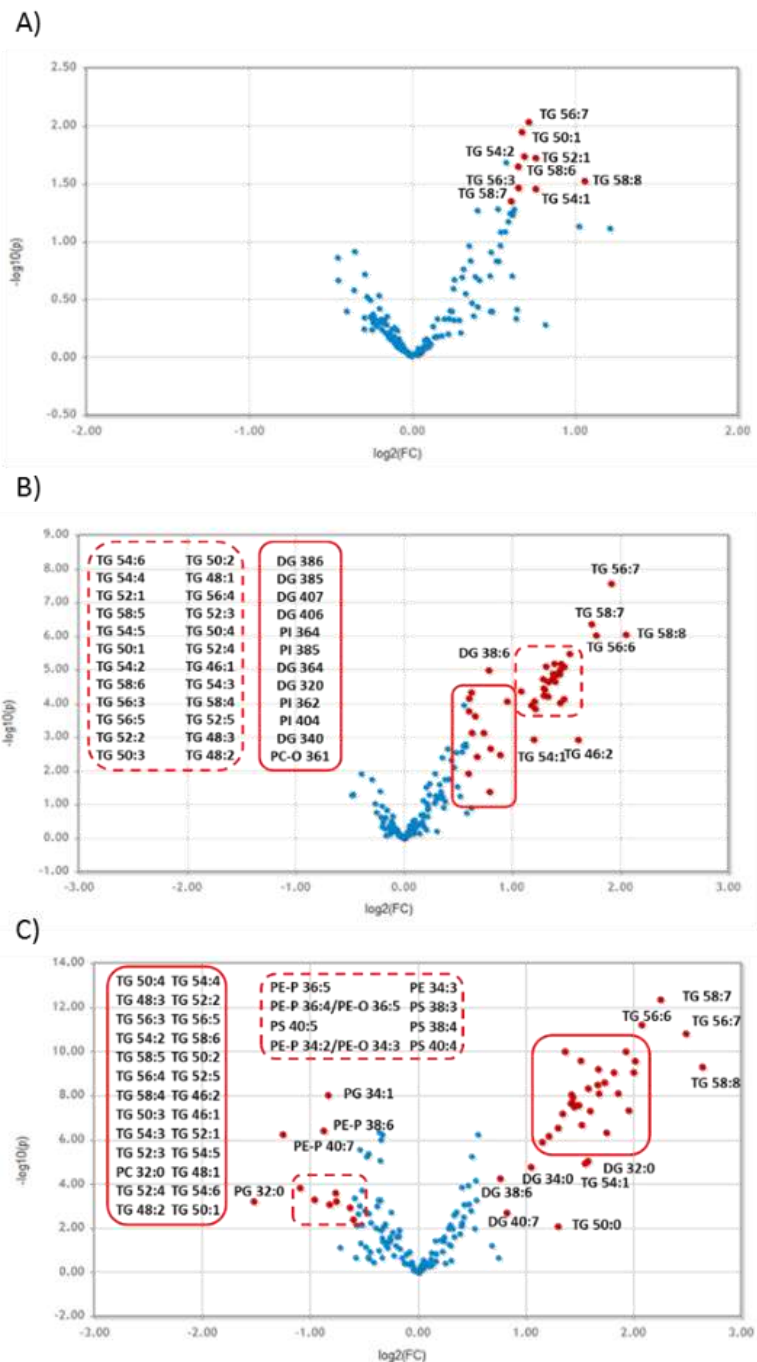 A)
2.50
2.00
1.50
1.00
0.50
0.00
-0.50
-2.00 -1.00 0.00 1.00 2.00
-log10(p)
log2(FC)
TG 56:7
TG 50:1
TG 54:2 TG 52:1
TG 58:6
TG 56:3 TG 58:8
TG 58:7 TG 54:1
B)
9.00
8.00
7.00
6.00
5.00
4.00
3.00
2.00
1.00
0.00
-1.00
-3.00 -2.00 -1.00 0.00 1.00 2.00 3.00
-log10(p)
log2(FC)
TG 54:6 TG 50:2
TG 54:4 TG 48:1
TG 52:1 TG 56:4
TG 58:5 TG 52:3
TG 54:5 TG 50:4
TG 50:1 TG 52:4
TG 54:2 TG 46:1
TG 58:6 TG 54:3
TG 56:3 TG 58:4
TG 56:5 TG 52:5
TG 52:2 TG 48:3
TG 50:3 TG 48:2
DG 386
DG 385
DG 407
DG 406
PI 364
PI 385
DG 364
DG 320
PI 362
PI 404
DG 340
PC-O 361
TG 56:7
TG 58:7
TG 58:8
DG 38:6 TG 56:6
TG 54:1 TG 46:2
C)
14.00
12.00
10.00
8.00
6.00
4.00
2.00
0.00
-2.00
-3.00 -2.00 -1.00 0.00 1.00 2.00 3.00
-log10(p)
log2(FC)
TG 50:4 TG 54:4
TG 48:3 TG 52:2
TG 56:3 TG 56:5
TG 54:2 TG 58:6
TG 58:5 TG 50:2
TG 56:4 TG 52:5
TG 58:4 TG 46:2
TG 50:3 TG 46:1
TG 54:3 TG 52:1
TG 52:3 TG 54:5
PC 32:0 TG 48:1
TG 52:4 TG 54:6
TG 48:2 TG 50:1
PE-P 36:5 PE 34:3
PE-P 36:4/PE-O 36:5 PS 38:3
PS 40:5 PS 38:4
PE-P 34:2/PE-O 34:3 PS 40:4
TG 58:7
TG 56:6
TG 56:7
TG 58:8
PG 34:1
PE-P 38:6
PE-P 40:7
PG 32:0
DG 34:0 DG 32:0
DG 38:6 TG 54:1
DG 40:7 TG 50:0